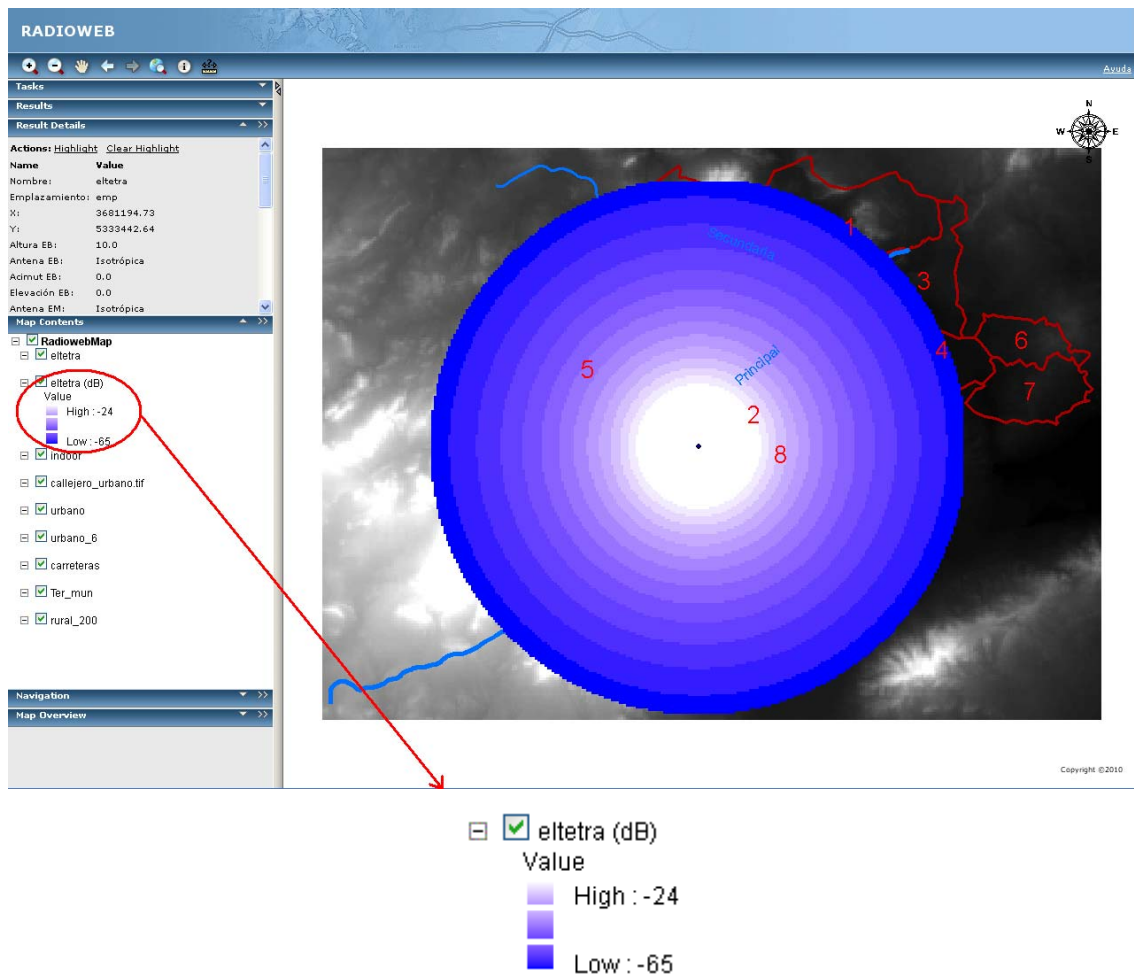 RADIOWEB
Ayuda
Tasks
Results
Result Details
Actions: Highlight Clear Highlight
Name Value
Nombre: eltetra
Emplazamiento: emp
X: 3681194.73
Y: 5333442.64
Altura EB: 10.0
Antena EB: Isotrópica
Acimut EB: 0.0
Elevación EB: 0.0
Antena EM: Isotrópica
Map Contents
RadiowebMap
eltetra
eltetra (dB)
Value
High : -24
Low : -65
indoor
callejero_urbano.tif
urbano
urbano_6
carreteras
Ter_mun
rural_200
Navigation
Map Overview
N
W E
S
1
Secundaria
3
4
6
7
5
Principal
2
8
Copyright ©2010
eltetra (dB)
Value
High : -24
Low : -65